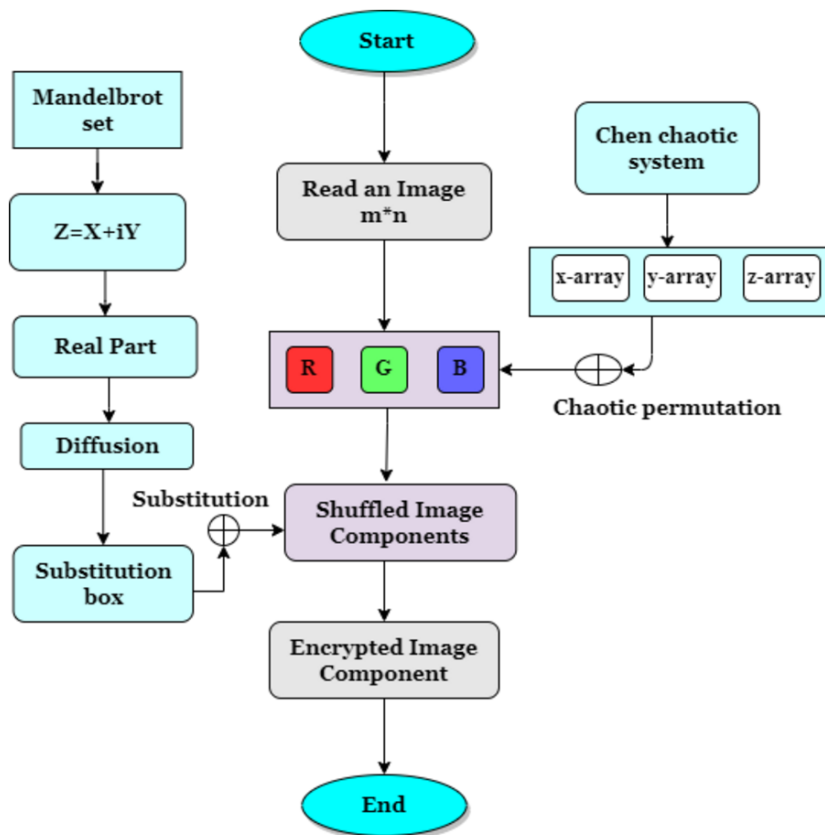 Start
Mandelbrot
set
Z=X+iY
Real Part
Diffusion
Substitution
box
Substitution
Read an Image
m*n
R G B
Chen chaotic
system
x-array y-array z-array
Chaotic permutation
Shuffled Image
Components
Encrypted Image
Component
End